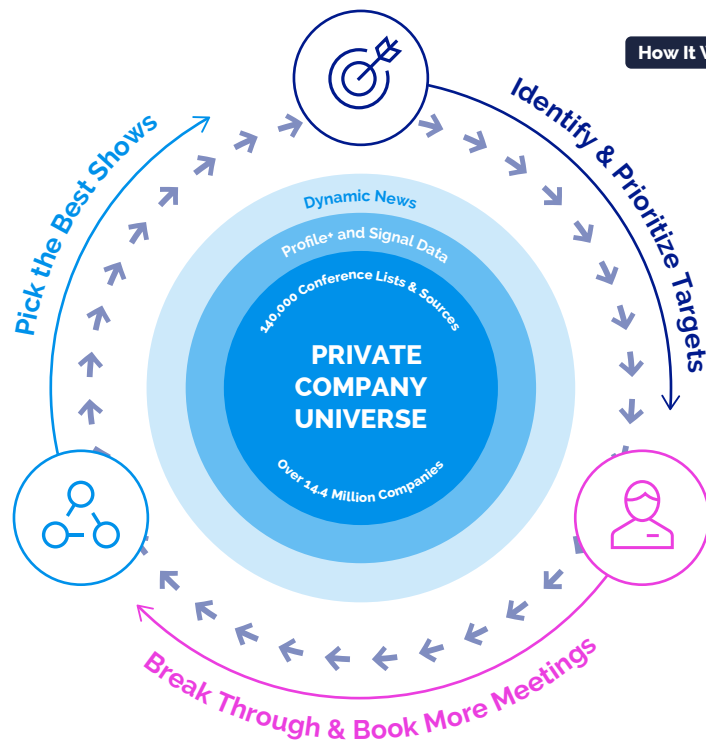 How It
Identify & Prioritize Targets
Pick the Best Shows
Dynamic News
Profile+ and Signal Data
140,000 Conference Lists & Sources
PRIVATE
COMPANY
UNIVERSE
Over 14.4 Million Companies
Break Through & Book More Meetings